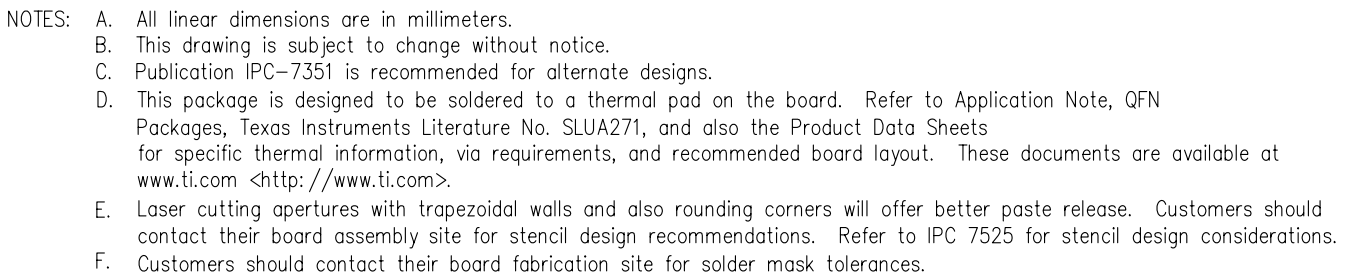 NOTES: A. All linear dimensions are in millimeters.
B. This drawing is subject to change without notice.
C. Publication IPC-7351 is recommended for alternate designs.
D. This package is designed to be soldered to a thermal pad on the board. Refer to Application Note, QFN
Packages, Texas Instruments Literature No. SLUA271, and also the Product Data Sheets
for specific thermal information, via requirements, and recommended board layout. These documents are available at
www.ti.com <http://www.ti.com>.
E. Laser cutting apertures with trapezoidal walls and also rounding corners will offer better paste release. Customers should
contact their board assembly site for stencil design recommendations. Refer to IPC 7525 for stencil design considerations.
F. Customers should contact their board fabrication site for solder mask tolerances.